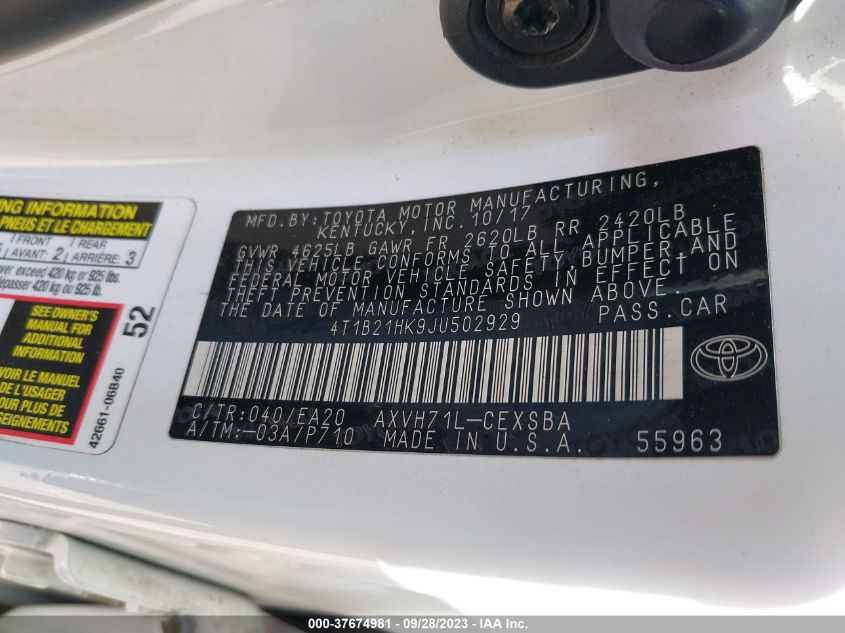 NG INFORMATION
PNEUS ET LE CHARGEMENT
FRONT
AVANT: 2
REAR
ARRIÈRE: 3
ver exceed 420 kg or 925 lbs.
dépasser 420 kg ou 925 lb.
SEE OWNER'S
MANUAL FOR
ADDITIONAL
INFORMATION
VOIR LE MANUEL
DE
POUR PLUS DE
RENSEIGNEMENTS
52
42661-06B40
MFD. BY: TOYOTA MOTOR MANUFACTURING,
KENTUCKY, INC. 10/17
GVWR 4625LB GAWR FR 2620LB RR 2420LB
THIS VEHICLE CONFORMS TO ALL APPLICABLE
FEDERAL MOTOR VEHICLE SAFETY, BUMPER, AND
THEFT PREVENTION STANDARDS IN EFFECT ON
THE DATE OF MANUFACTURE SHOWN ABOVE.
4T1B21HK9JU502929 PASS. CAR
C/TR: 040/EA20 AXVH71L-CEXSBA
A/TM: -03A/P710 MADE IN U.S.A. 55963
000-37674981 / 09/28/2023 - IAA Inc.